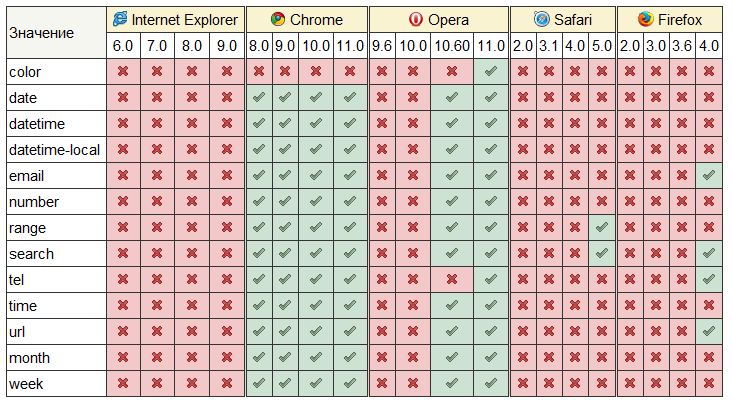 Значение Internet Explorer Chrome Opera Safari Firefox
6.0 7.0 8.0 9.0 8.0 9.0 10.0 11.0 9.6 10.0 10.60 11.0 2.0 3.1 4.0 5.0 2.0 3.0 3.6 4.0
color
date
datetime
datetime-local
email
number
range
search
tel
time
url
month
week